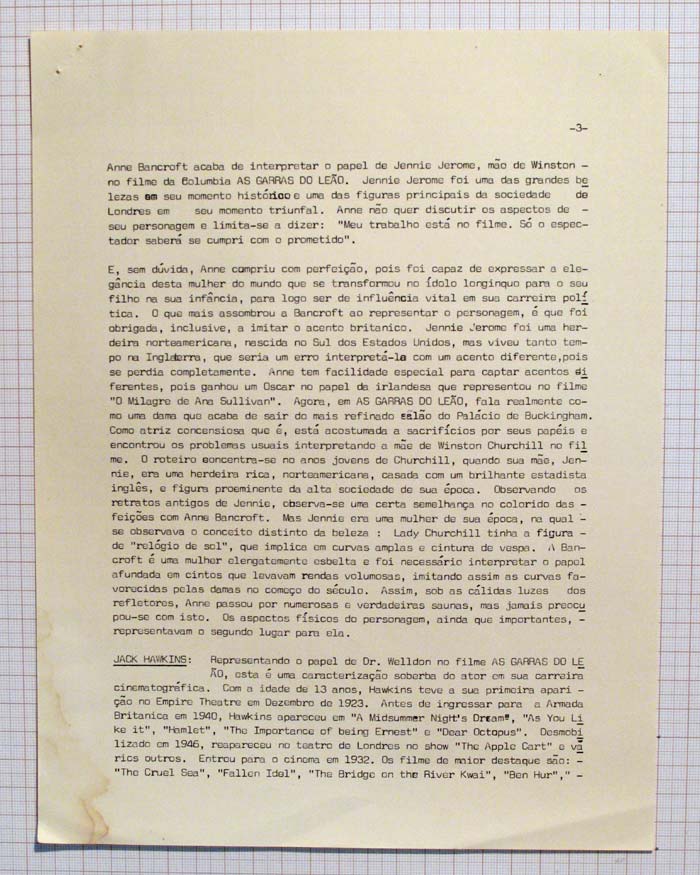 -3-
Anne Bancroft acaba de interpretar o papel de Jennie Jerome, mão de Winston -
no filme da Columbia AS GARRAS DO LEÃO. Jennie Jerome foi uma das grandes be
lezas em seu momento histórico e uma das figuras principais da sociedade de
Londres em seu momento triunfal. Anne não quer discutir os aspectos de -
seu personagem e limita-se a dizer: "Meu trabalho está no filme. Só o espec-
tador saberá se cumpri com o prometido".
E, sem dúvida, Anne cumpriu com perfeição, pois foi capaz de expressar a ele-
gância desta mulher do mundo que se transformou no ídolo longinquo para o seu
filho na sua infância, para logo ser de influência vital em sua carreira polí
tica. O que mais assombrou a Bancroft ao representar o personagem, é que foi
obrigada, inclusive, a imitar o acento britanico. Jennie Jerome foi uma her-
deira norteamericana, nascida no Sul dos Estados Unidos, mas viveu tanto tem-
po na Inglaterra, que seria um erro interpretá-la com um acento diferente,pois
se perdia completamente. Anne tem facilidade especial para captar acentos di
ferentes, pois ganhou um Oscar no papel da irlandesa que representou no filme
"O Milagre de Ana Sullivan". Agora, em AS GARRAS DO LEÃO, fala realmente co-
mo uma dama que acaba de sair do mais refinado salão do Palácio de Buckingham.
Como atriz concensiosa que é, está acostumada a sacrifícios por seus papéis e
encontrou os problemas usuais interpretando a mãe de Winston Churchill no fil
me. O roteiro concentra-se no anos jovens de Churchill, quando sua mãe, Jen-
nie, era uma herdeira rica, norteamericana, casada com um brilhante estadista
inglês, e figura proeminente da alta sociedade de sua época. Observando os
retratos antigos de Jennie, observa-se uma certa semelhança no colorido das -
feições com Anne Bancroft. Mas Jennie era uma mulher de sua época, na qual -
se observava o conceito distinto da beleza : Lady Churchill tinha a figura -
de "relógio de sol", que implica em curvas amplas e cintura de vespa. A Ban-
croft é uma mulher elengatemente esbelta e foi necessário interpretar o papel
afundada em cintos que levavam rendas volumosas, imitando assim as curvas fa-
vorecidas pelas damas no começo do século. Assim, sob as cálidas luzes dos
refletores, Anne passou por numerosas e verdadeiras saunas, mas jamais preocu
pou-se com isto. Os aspectos físicos do personagem, ainda que importantes, -
representavam o segundo lugar para ela.
JACK HAWKINS: Representando o papel de Dr. Welldon no filme AS GARRAS DO LE
ÃO, esta é uma caracterização soberba do ator em sua carreira
cinematográfica. Com a idade de 13 anos, Hawkins teve a sua primeira apari -
ção no Empire Theatre em Dezembro de 1923. Antes de ingressar para a Armada
Britanica em 1940, Hawkins apareceu em "A Midsummer Night's Dream", "As You Li
ke it", "Hamlet", "The Importance of being Ernest" e "Dear Octopus". Desmobi
lizado em 1946, reapareceu no teatro de Londres no show "The Apple Cart" e vá
rios outros. Entrou para o cinema em 1932. Os filme de maior destaque são: -
"The Cruel Sea", "Fallen Idel", "The Bridge on the River Kwai", "Ben Hur"," -